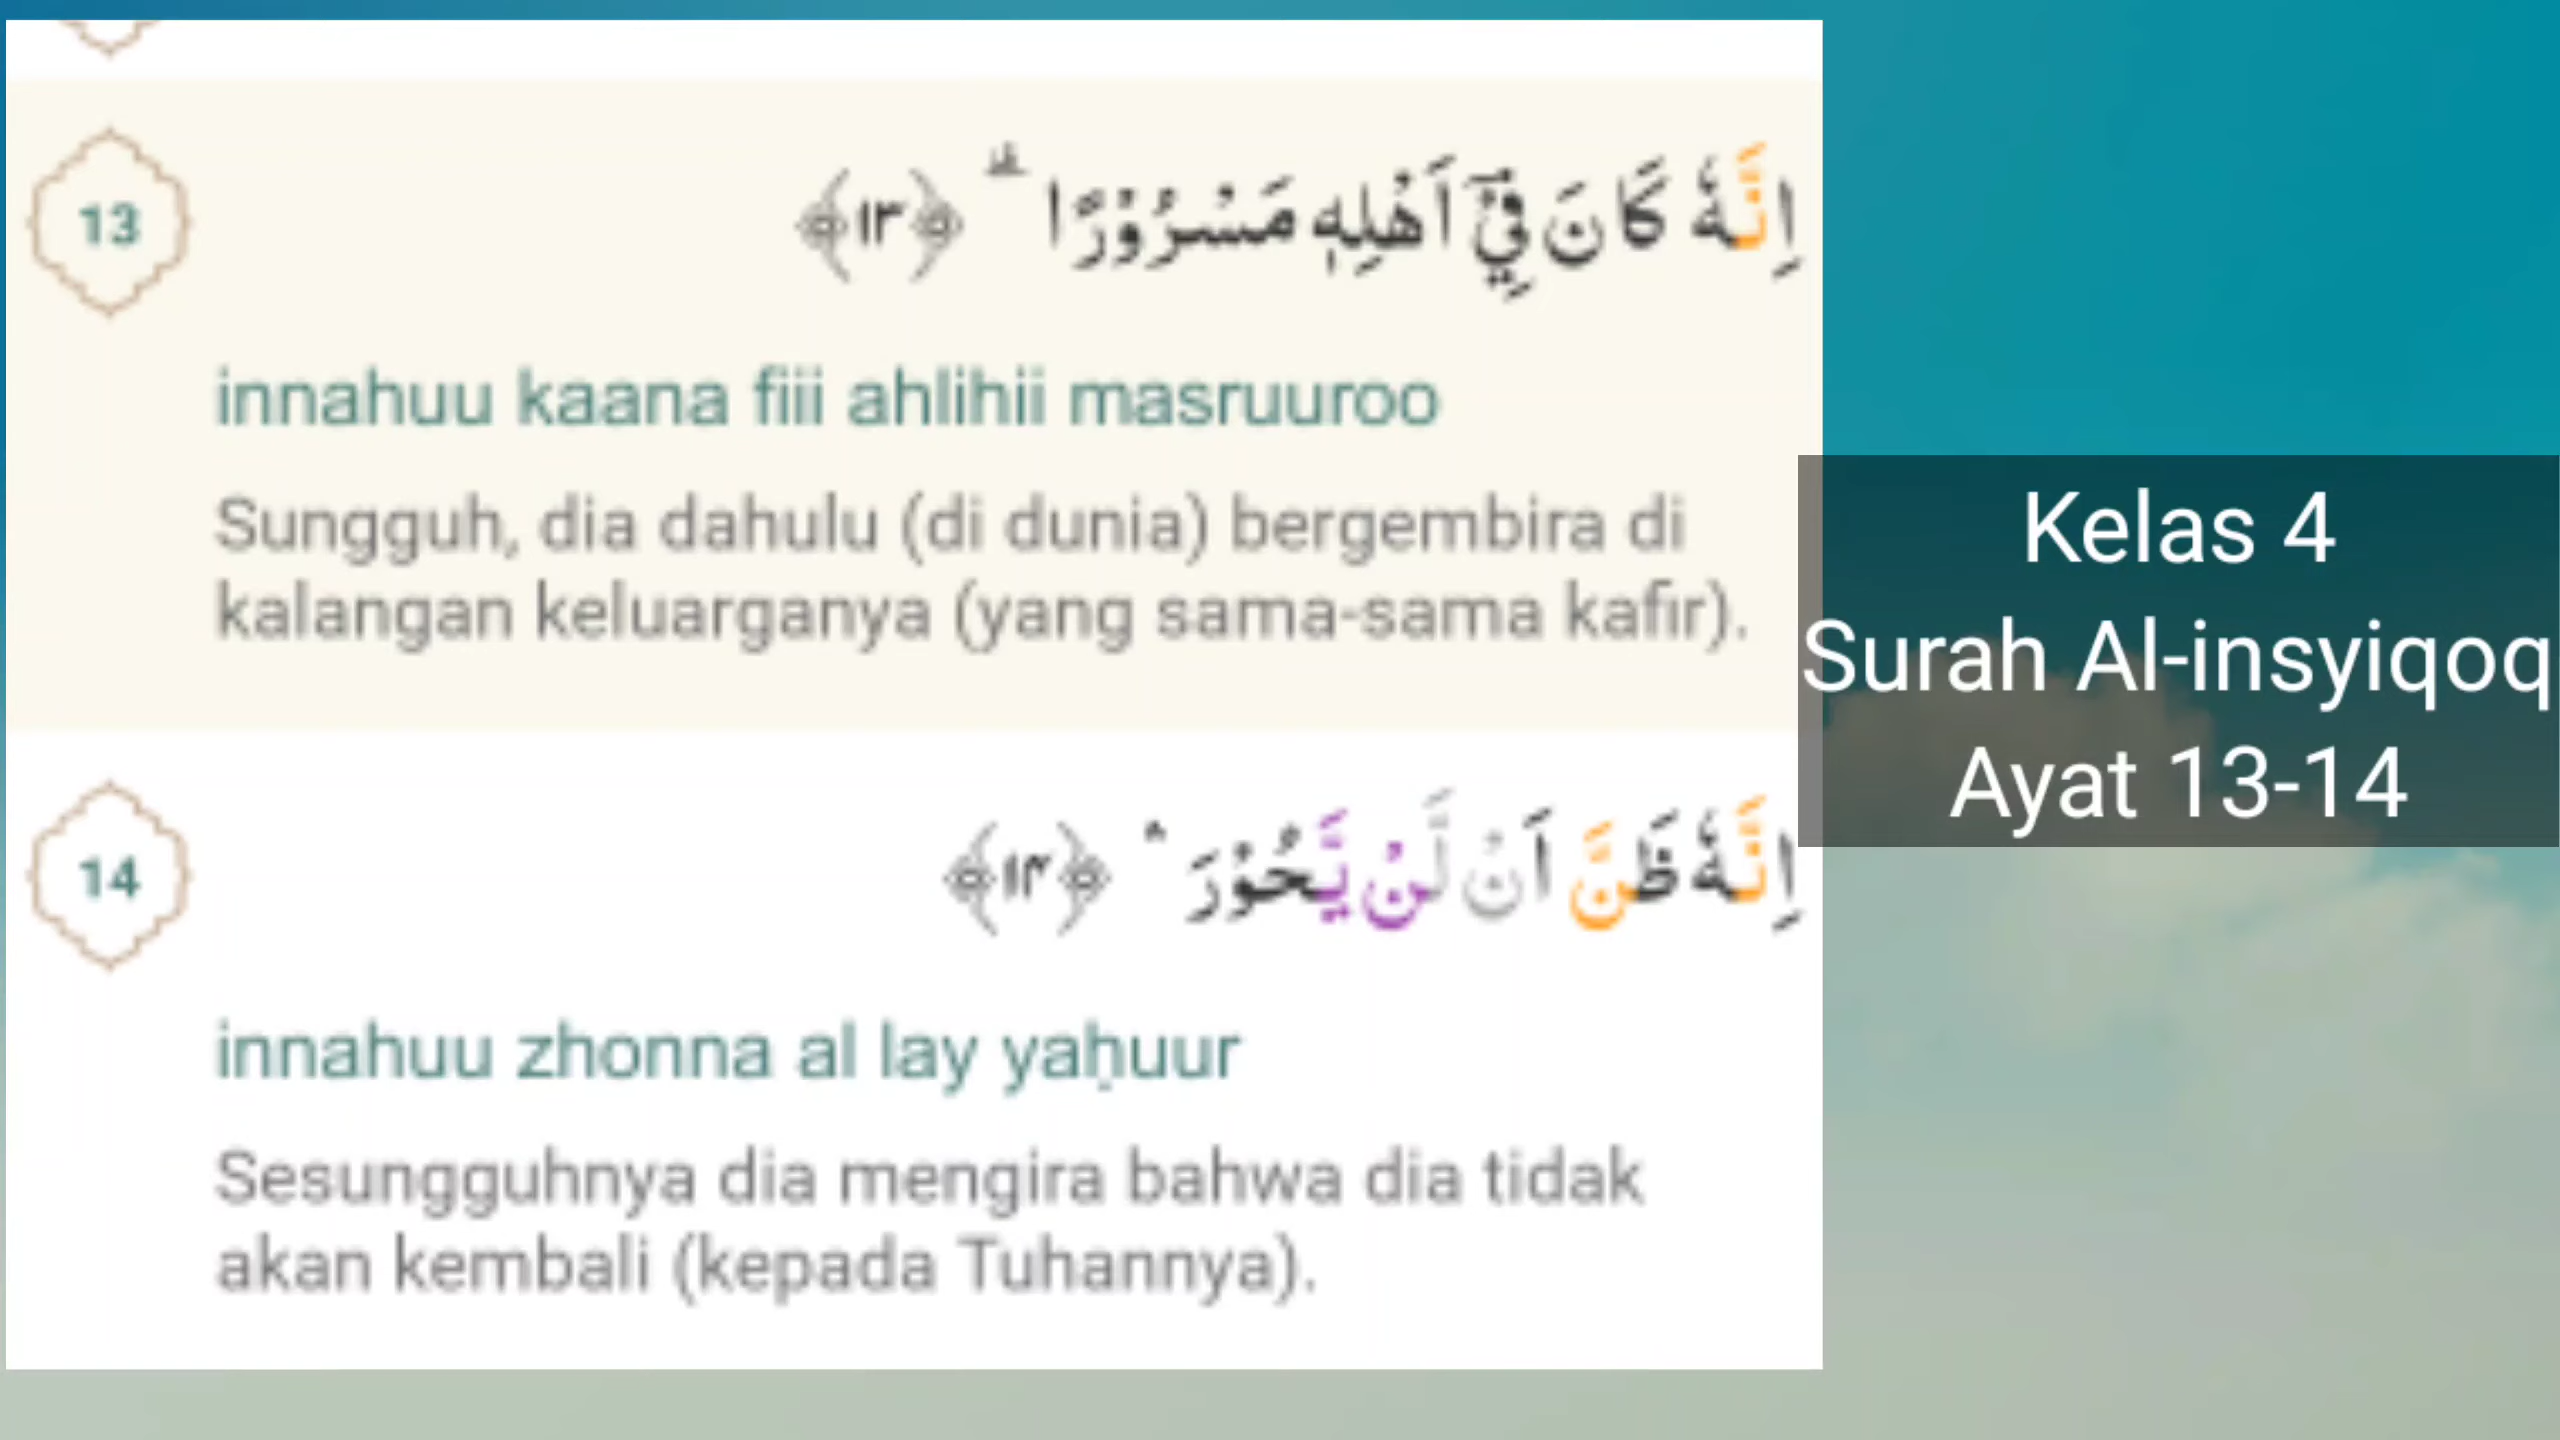 13
اِنَّهٗ كَانَ فِيْٓ اَهْلِهٖ مَسْرُوْرًاۗ ﴿١٣﴾
innahuu kaana fiii ahlihii masruuroo
Sungguh, dia dahulu (di dunia) bergembira di
kalangan keluarganya (yang sama-sama kafir).
14
اِنَّهٗ ظَنَّ اَنْ لَّنْ يَّحُوْرَ ۛ ﴿١٤﴾
innahuu zhonna al lay yaḥuur
Sesungguhnya dia mengira bahwa dia tidak
akan kembali (kepada Tuhannya).
Kelas 4
Surah Al-insyiqoq
Ayat 13-14